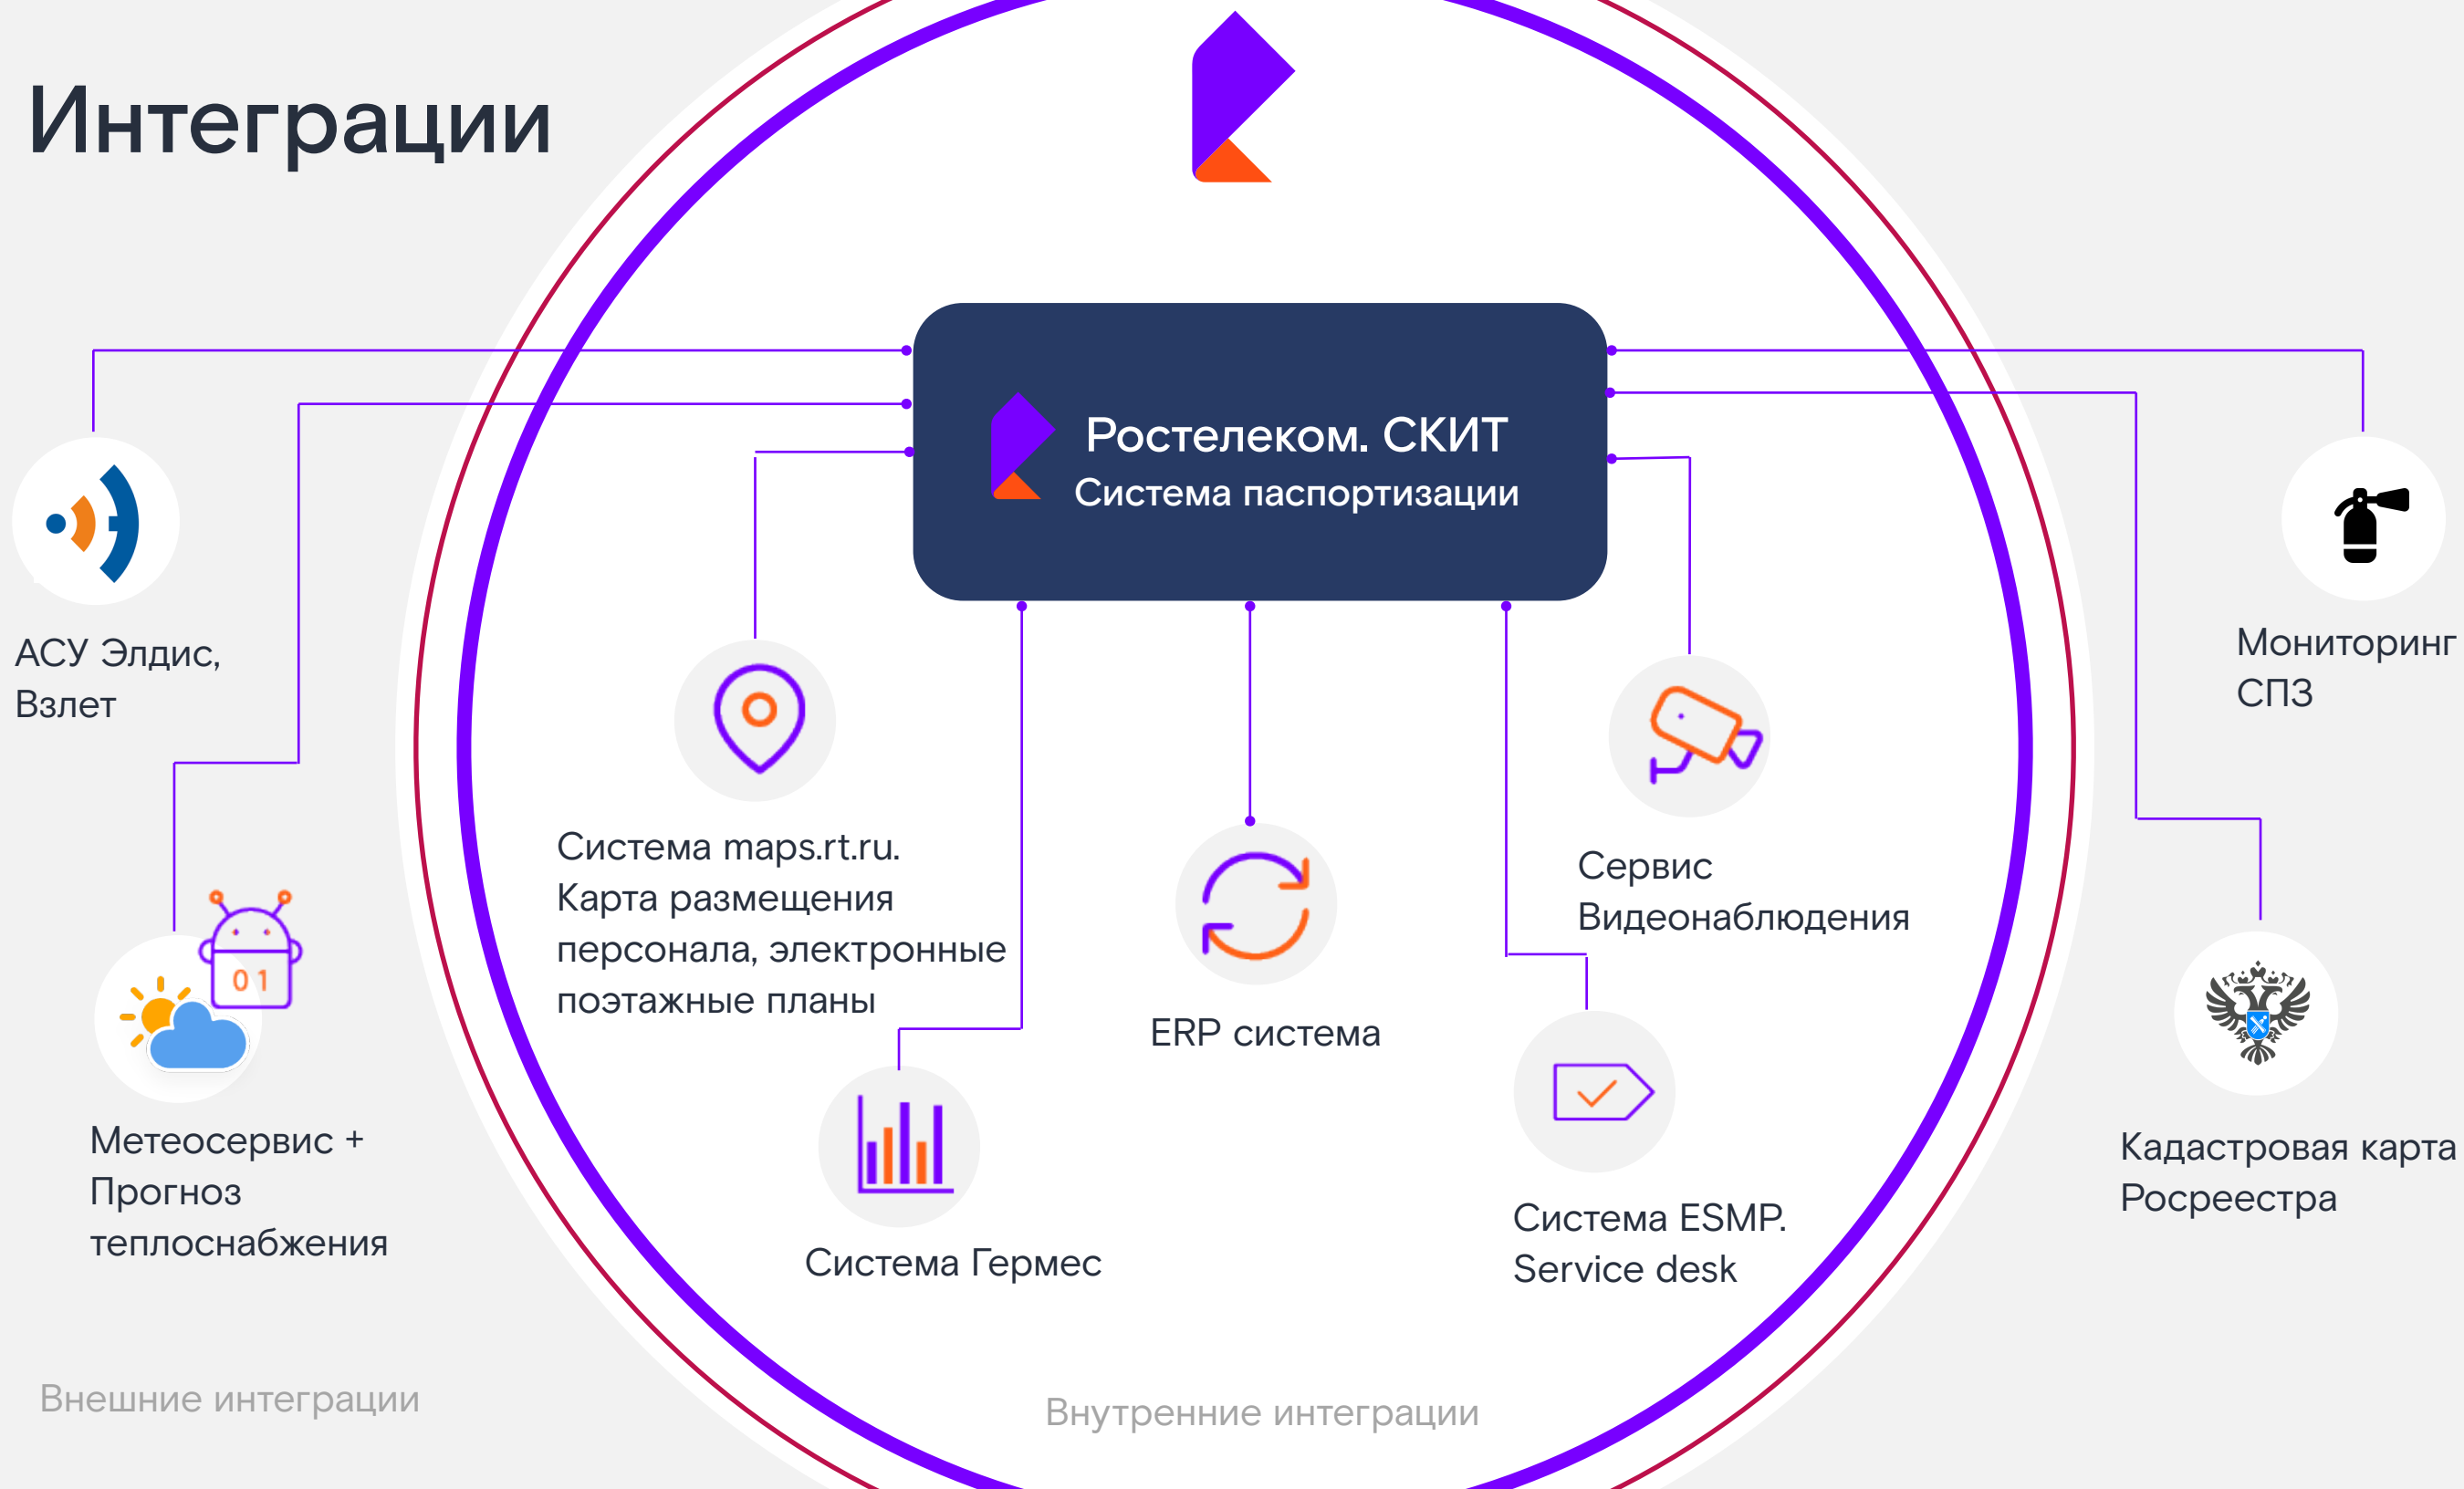 Интеграции
Ростелеком. СКИТ
Система паспортизации
АСУ Элдис,
Взлет
Мониторинг
СПЗ
Система maps.rt.ru.
Карта размещения
персонала, электронные
поэтажные планы
Сервис
Видеонаблюдения
01
ERP система
Метеосервис +
Прогноз
теплоснабжения
Кадастровая карта
Росреестра
Система Гермес
Система ESMP.
Service desk
Внешние интеграции
Внутренние интеграции